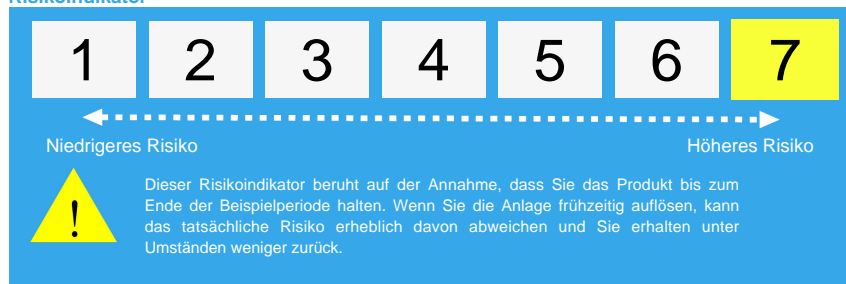 Risikoindikator
1 2 3 4 5 6 7
Niedrigeres Risiko Höheres Risiko
!
Dieser Risikoindikator beruht auf der Annahme, dass Sie das Produkt bis zum
Ende der Beispielperiode halten. Wenn Sie die Anlage frühzeitig auflösen, kann
das tatsächliche Risiko erheblich davon abweichen und Sie erhalten unter
Umständen weniger zurück.